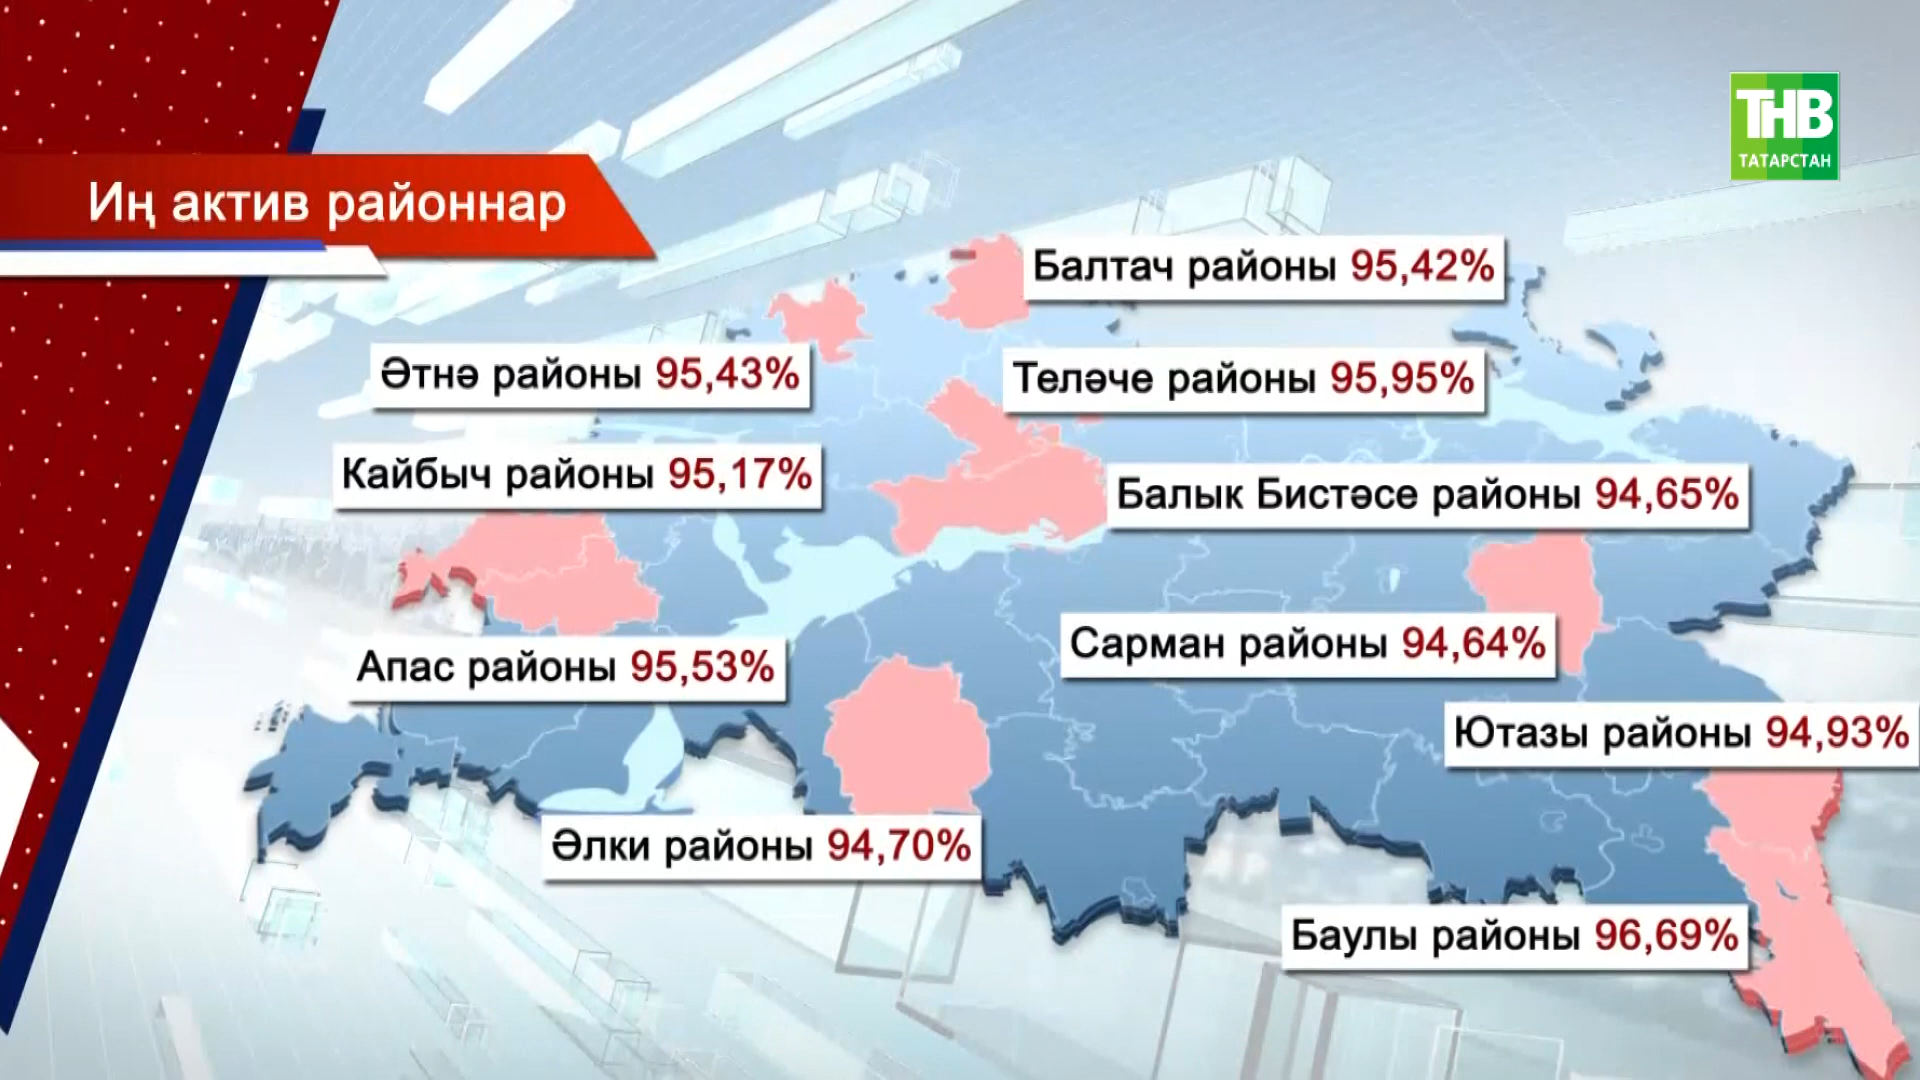 ТНВ
ТАТАРСТАН
Иң актив районнар
Балтач районы 95,42%
Әтнә районы 95,43%
Теләче районы 95,95%
Кайбыч районы 95,17%
Балык Бистәсе районы 94,65%
Апас районы 95,53%
Сарман районы 94,64%
Ютазы районы 94,93%
Әлки районы 94,70%
Баулы районы 96,69%